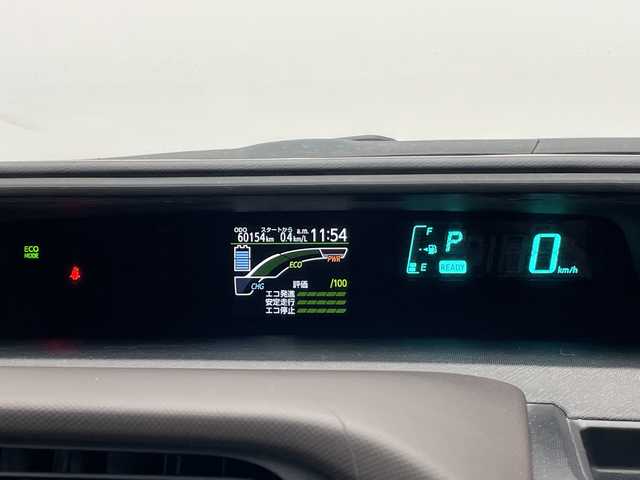 ECO
MODE
ODO スタートから a.m. 11:54
60154km 0.4km/L
ECO PWR
CHG
評価 /100
エコ発進
安定走行
エコ停止
F
E
P
READY
0 km/h